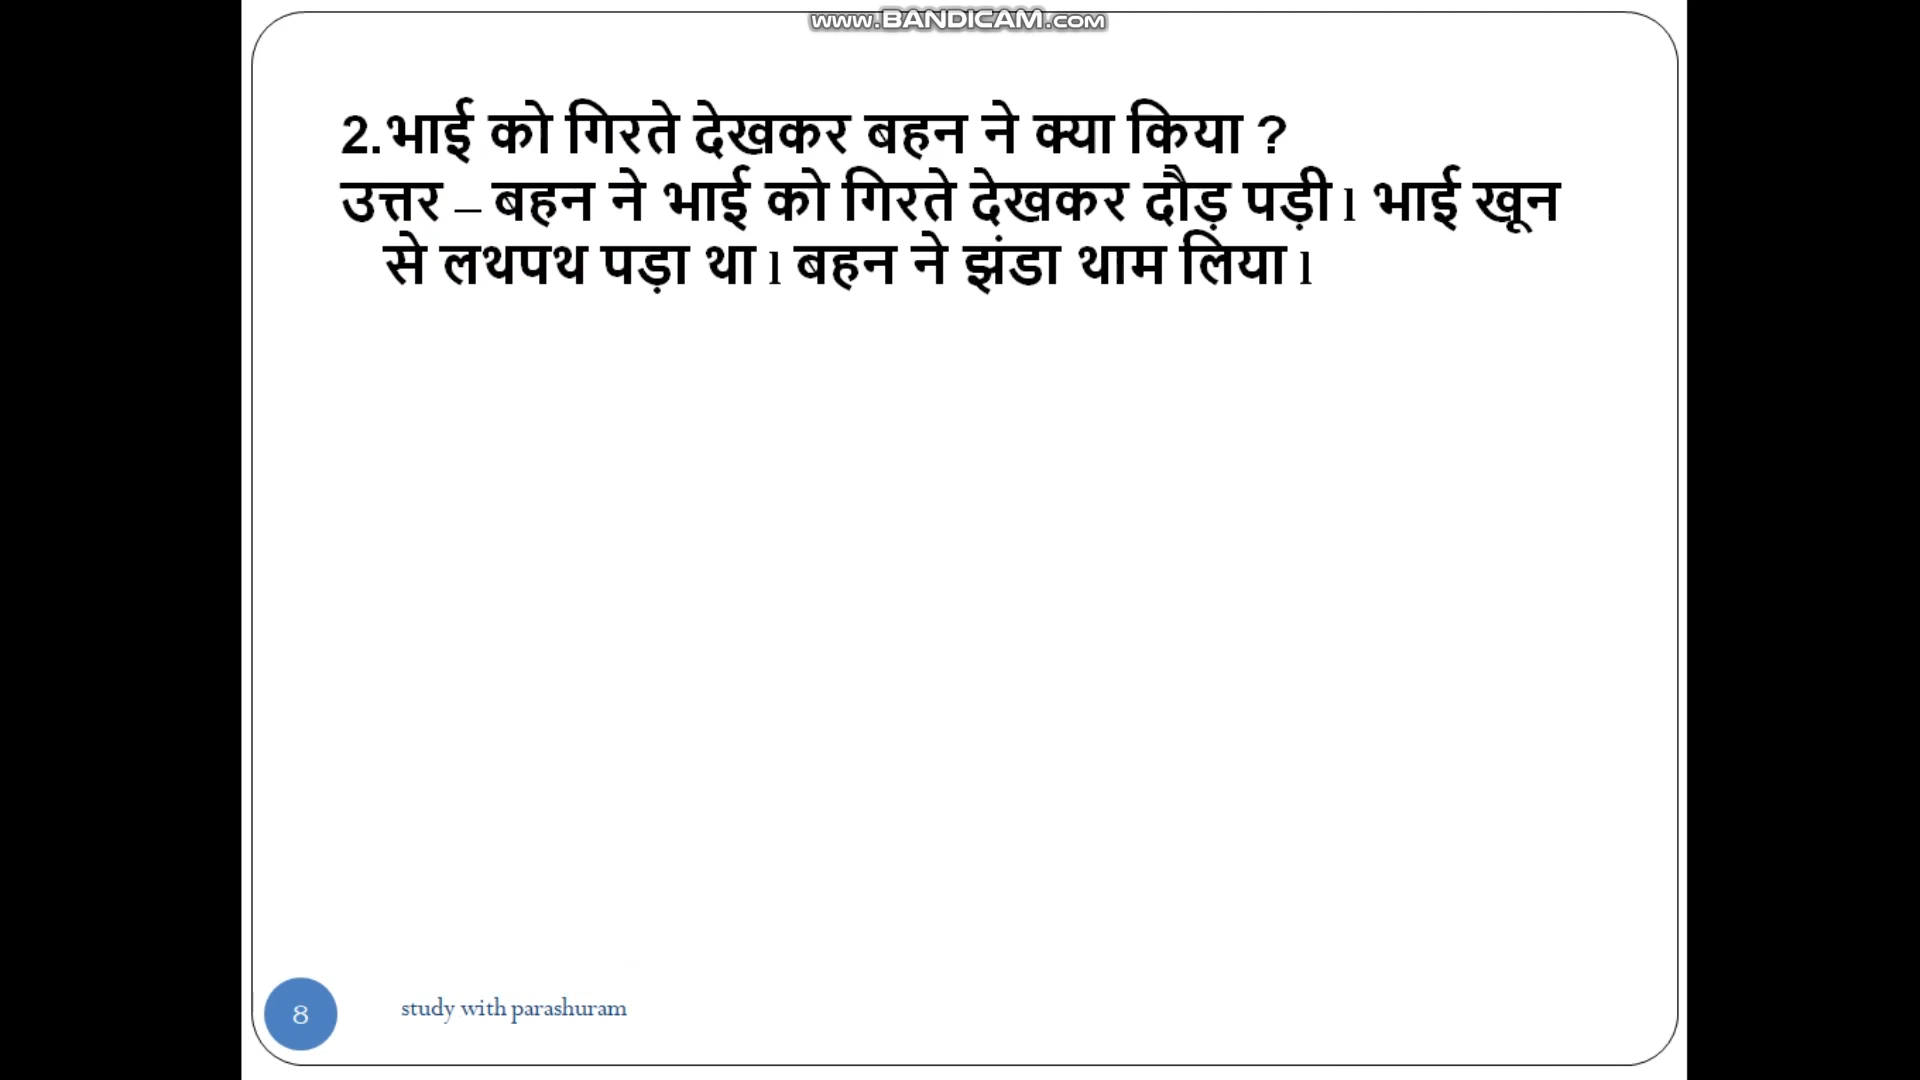 www.BANDICAM.com
2.भाई को गिरते देखकर बहन ने क्या किया ?
उत्तर – बहन ने भाई को गिरते देखकर दौड़ पड़ी l भाई खून
से लथपथ पड़ा था l बहन ने झंडा थाम लिया l
8 study with parashuram